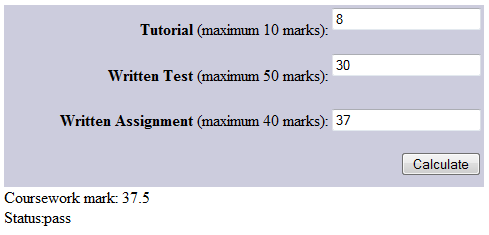 Tutorial (maximum 10 marks): 8
Written Test (maximum 50 marks): 30
Written Assignment (maximum 40 marks): 37
Calculate
Coursework mark: 37.5
Status:pass